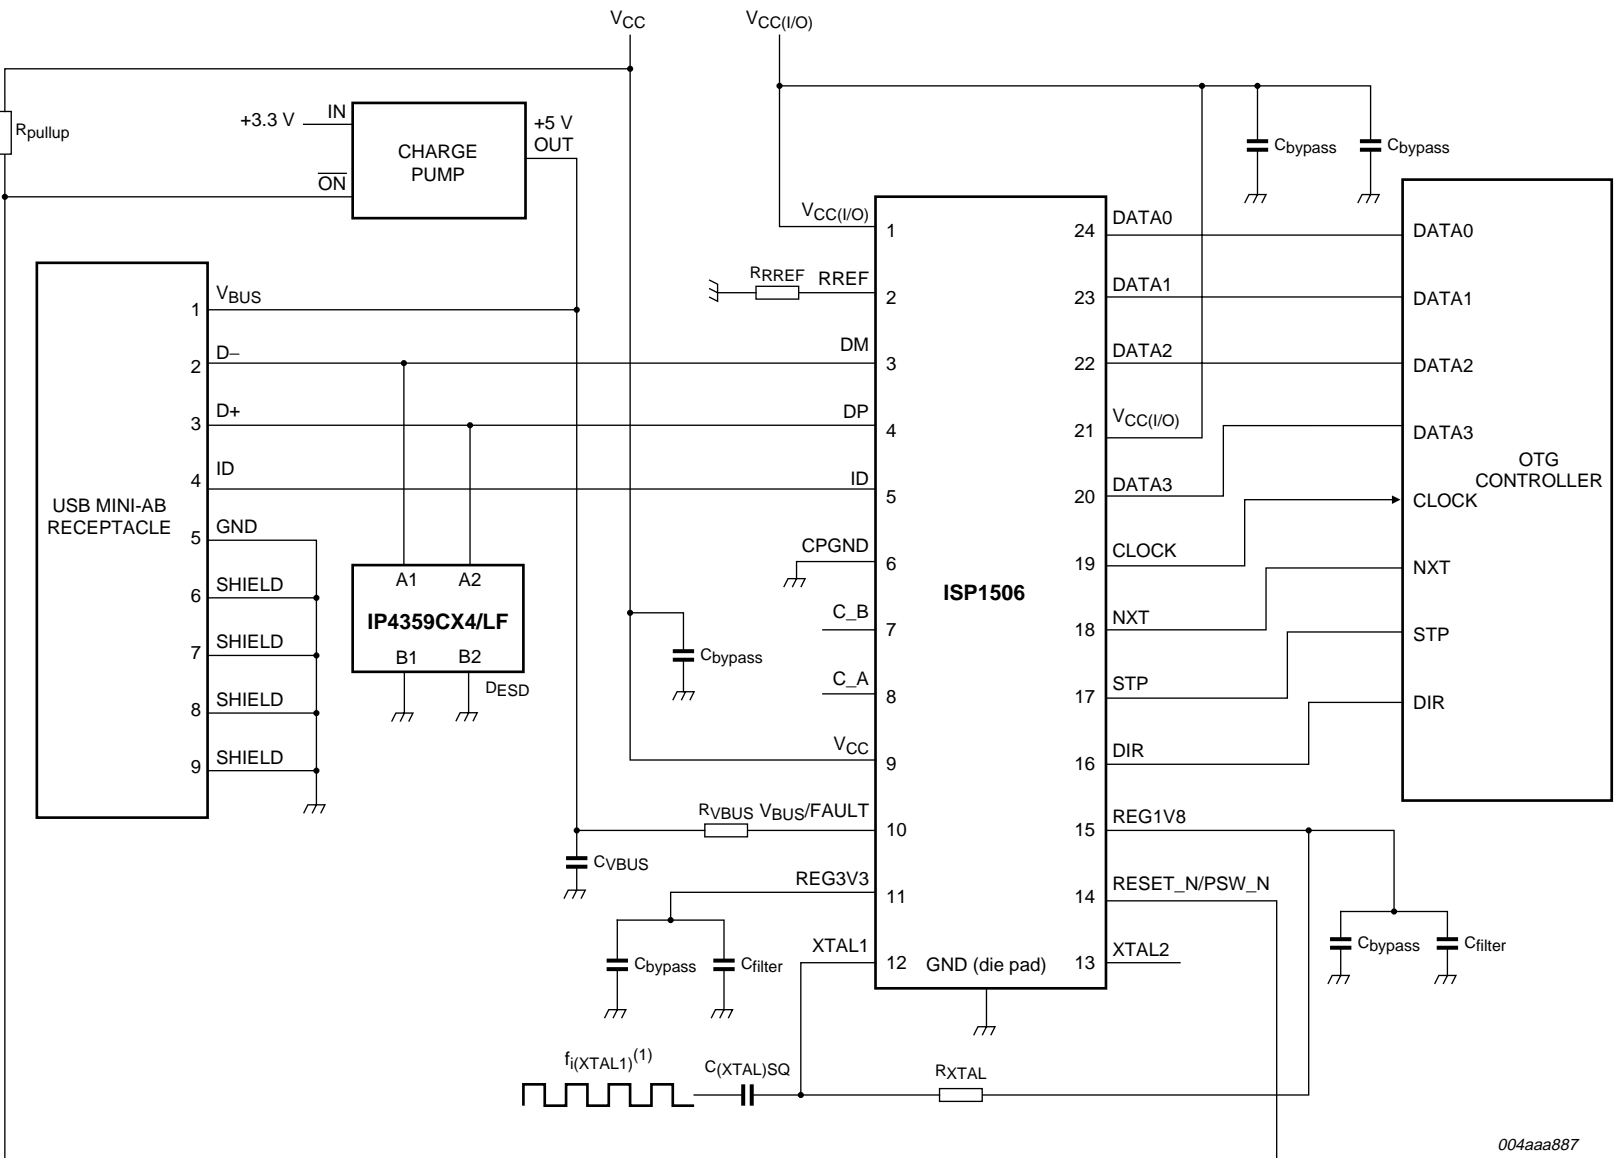 VCC
VCC(I/O)
Rpullup
+3.3 V
IN
ON
CHARGE
PUMP
+5 V
OUT
Cbypass
Cbypass
USB MINI-AB
RECEPTACLE
1
VBUS
2
D–
3
D+
4
ID
5
GND
6
SHIELD
7
SHIELD
8
SHIELD
9
SHIELD
A1
A2
IP4359CX4/LF
B1
B2
DESD
Cbypass
ISP1506
VCC(I/O)
1
RRREF
RREF
2
DM
3
DP
4
ID
5
CPGND
6
C_B
7
C_A
8
VCC
9
RVBUS
VBUS/FAULT
10
CVBUS
REG3V3
11
Cbypass
Cfilter
XTAL1
12
GND (die pad)
24
DATA0
23
DATA1
22
DATA2
21
VCC(I/O)
20
DATA3
19
CLOCK
18
NXT
17
STP
16
DIR
15
REG1V8
14
RESET_N/PSW_N
13
XTAL2
Cbypass
Cfilter
DATA0
DATA1
DATA2
DATA3
OTG
CONTROLLER
CLOCK
NXT
STP
DIR
fi(XTAL1)(1)
C(XTAL)SQ
RXTAL
004aaa887